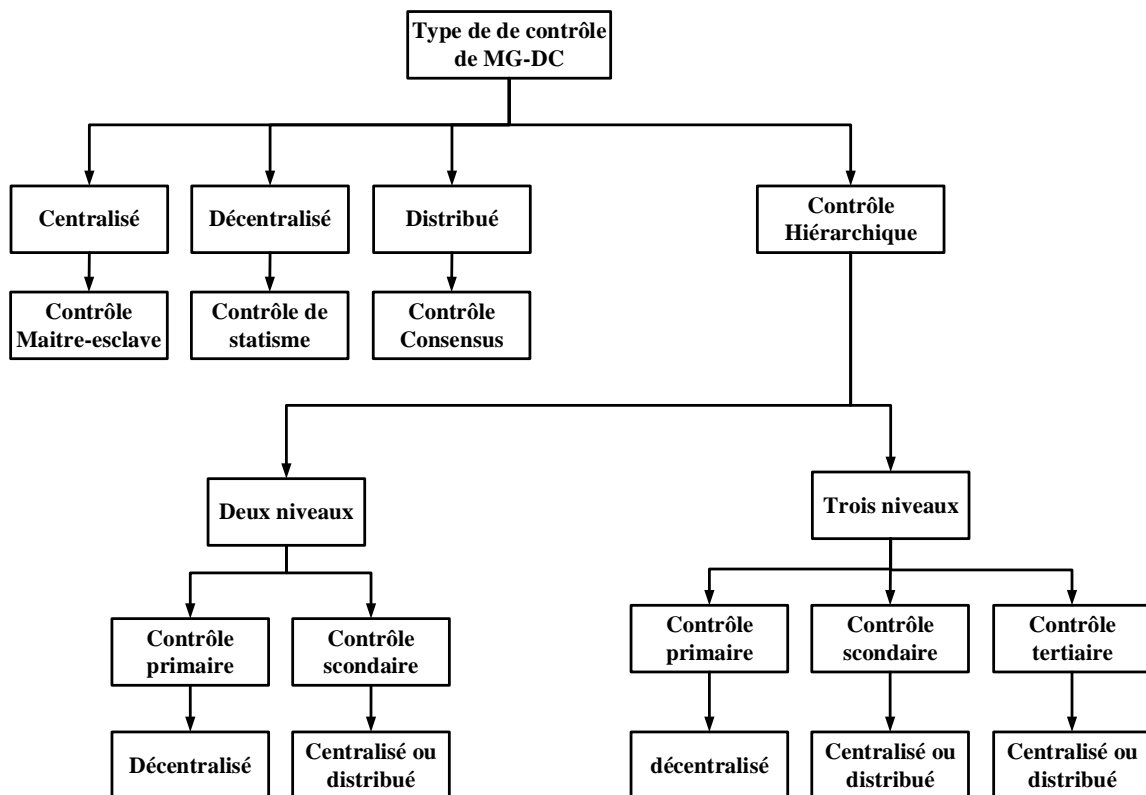 Type de de contrôle
de MG-DC
Centralisé
Décentralisé
Distribué
Contrôle
Hiérarchique
Contrôle
Maitre-esclave
Contrôle de
statisme
Contrôle
Consensus
Deux niveaux
Trois niveaux
Contrôle
primaire
Contrôle
scondaire
Contrôle
primaire
Contrôle
scondaire
Contrôle
tertiaire
Décentralisé
Centralisé ou
distribué
décentralisé
Centralisé ou
distribué
Centralisé ou
distribué